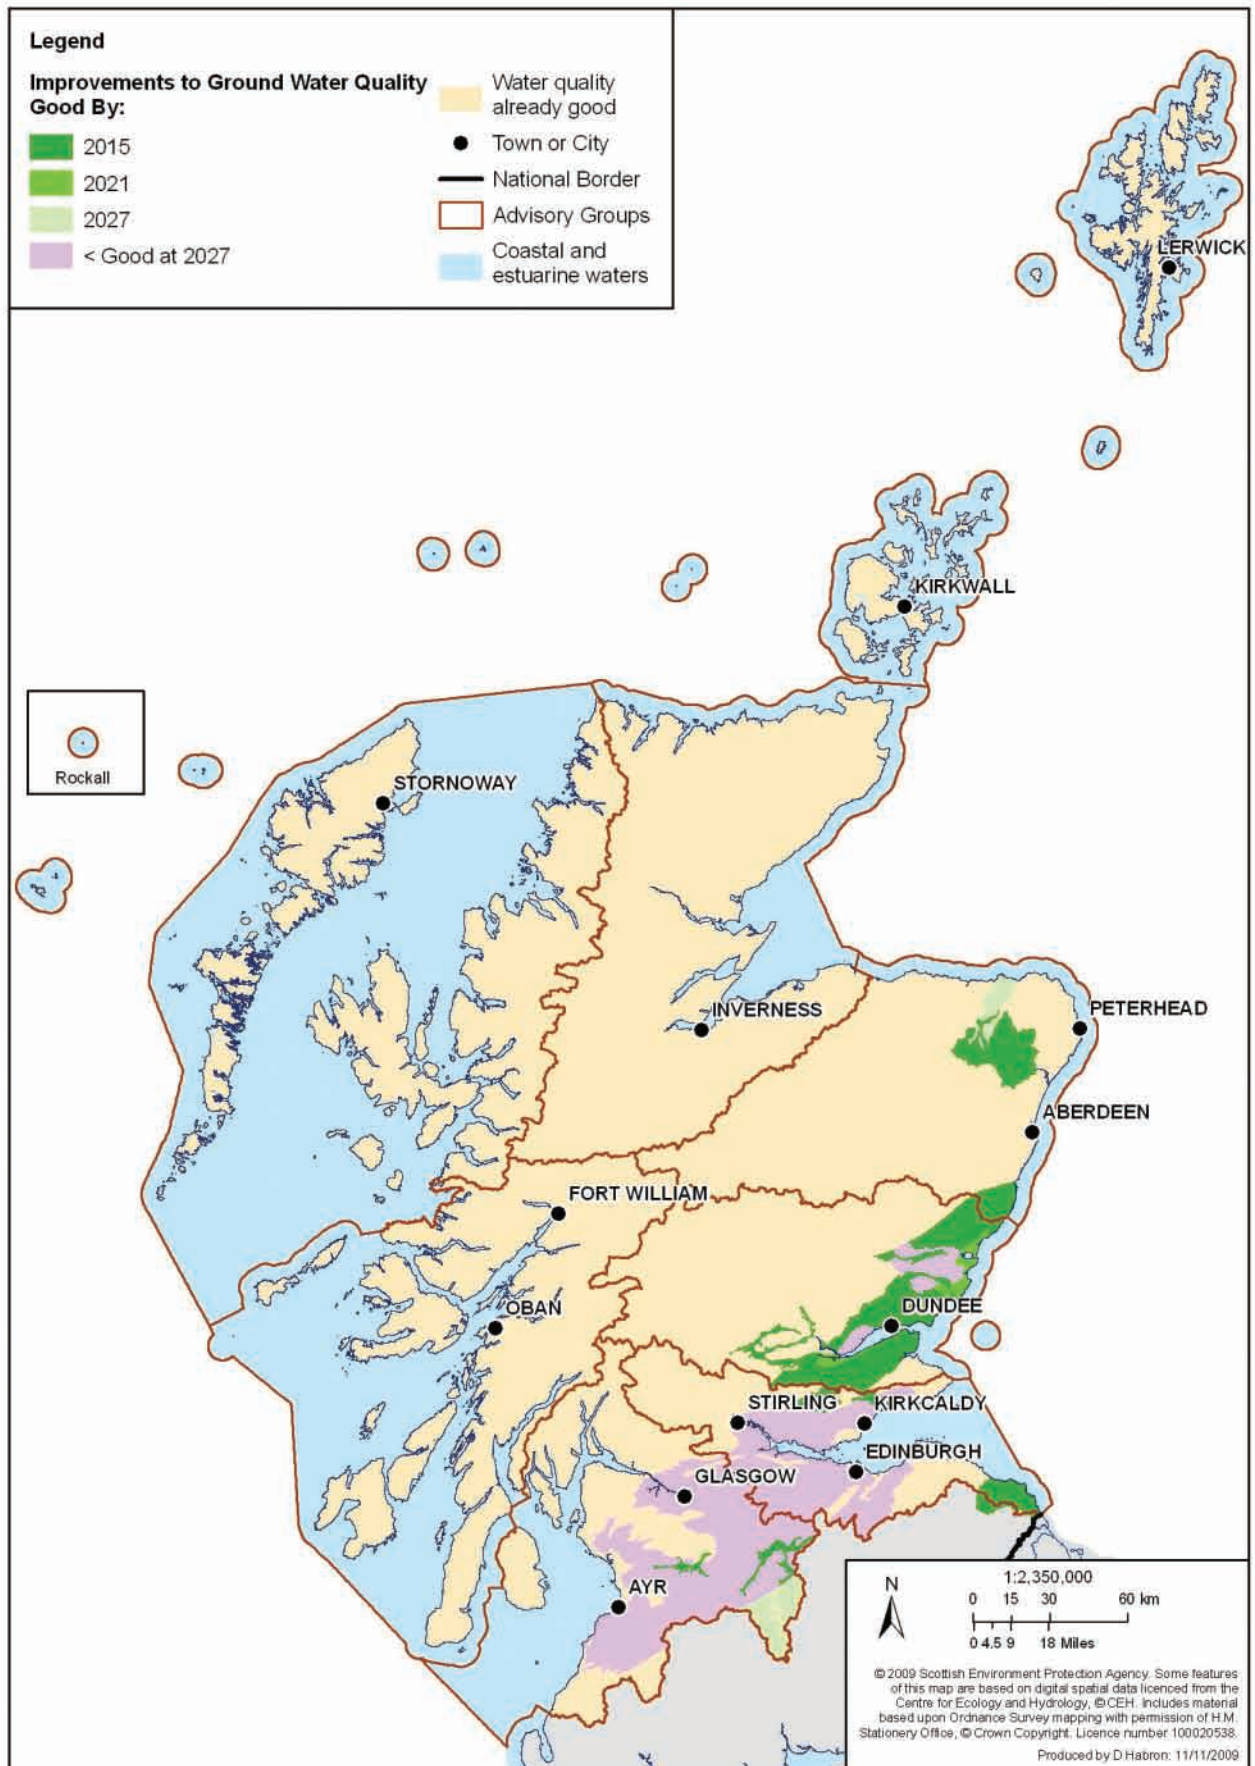 Legend
Improvements to Ground Water Quality
Good By:
2015
2021
2027
< Good at 2027
Water quality
already good
Town or City
National Border
Advisory Groups
Coastal and
estuarine waters
LERWICK
KIRKWALL
Rockall
STORNOWAY
INVERNESS
PETERHEAD
ABERDEEN
FORT WILLIAM
OBAN
DUNDEE
STIRLING
KIRKCALDY
EDINBURGH
GLASGOW
AYR
N
1:2,350,000
0 15 30 60 km
0 4.5 9 18 Miles
© 2009 Scottish Environment Protection Agency. Some features
of this map are based on digital spatial data licenced from the
Centre for Ecology and Hydrology, © CEH. Includes material
based upon Ordnance Survey mapping with permission of H.M.
Stationery Office, © Crown Copyright. Licence number 100020538.
Produced by D Habron: 11/11/2009